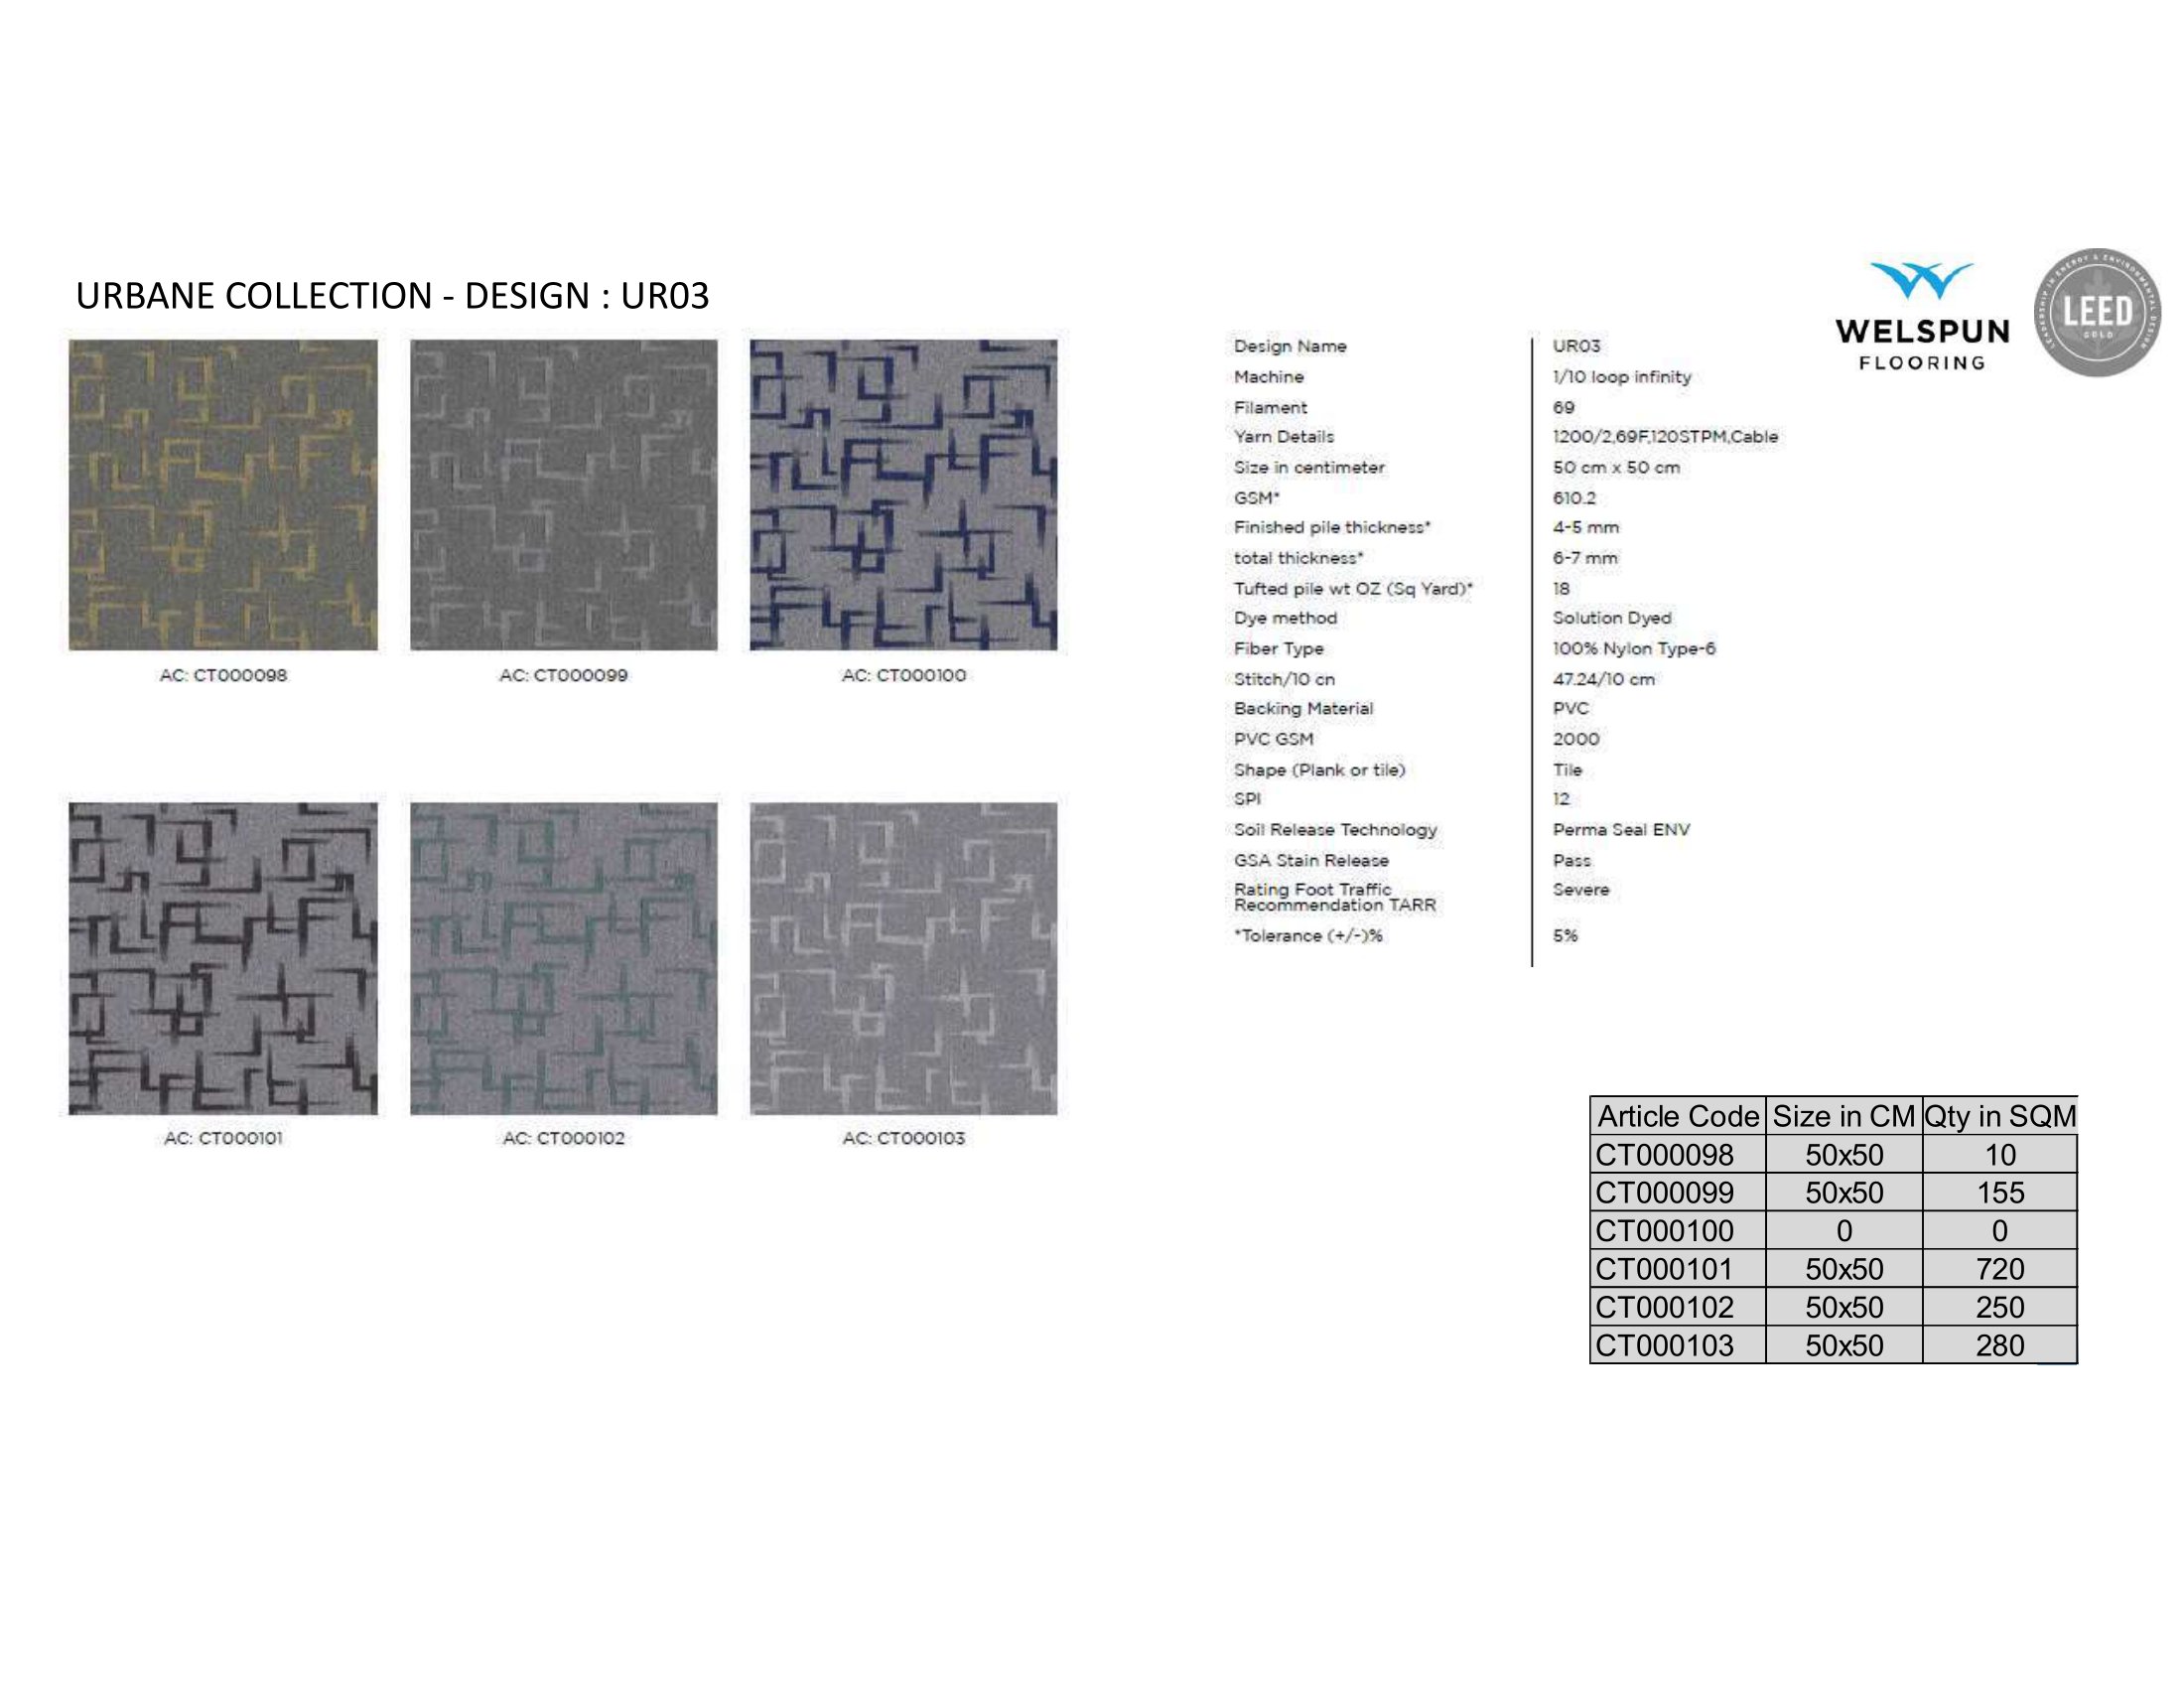 URBANE COLLECTION - DESIGN : UR03
AC: CT000098 AC: CT000099 AC: CT000100
AC: CT000101 AC: CT000102 AC: CT000103
Design Name UR03
Machine 1/10 loop infinity
Filament 69
Yarn Details 1200/2,69F,120STPM,Cable
Size in centimeter 50 cm x 50 cm
GSM* 610.2
Finished pile thickness* 4-5 mm
total thickness* 6-7 mm
Tufted pile wt OZ (Sq Yard)* 18
Dye method Solution Dyed
Fiber Type 100% Nylon Type-6
Stitch/10 cn 47.24/10 cm
Backing Material PVC
PVC GSM 2000
Shape (Plank or tile) Tile
SPI 12
Soil Release Technology Perma Seal ENV
GSA Stain Release Pass
Rating Foot Traffic Severe
Recommendation TARR
*Tolerance (+/-)% 5%
WELSPUN
FLOORING
LEADERSHIP IN ENERGY & ENVIRONMENTAL DESIGN
LEED
GOLD
Article Code Size in CM Qty in SQM
CT000098 50x50 10
CT000099 50x50 155
CT000100 0 0
CT000101 50x50 720
CT000102 50x50 250
CT000103 50x50 280